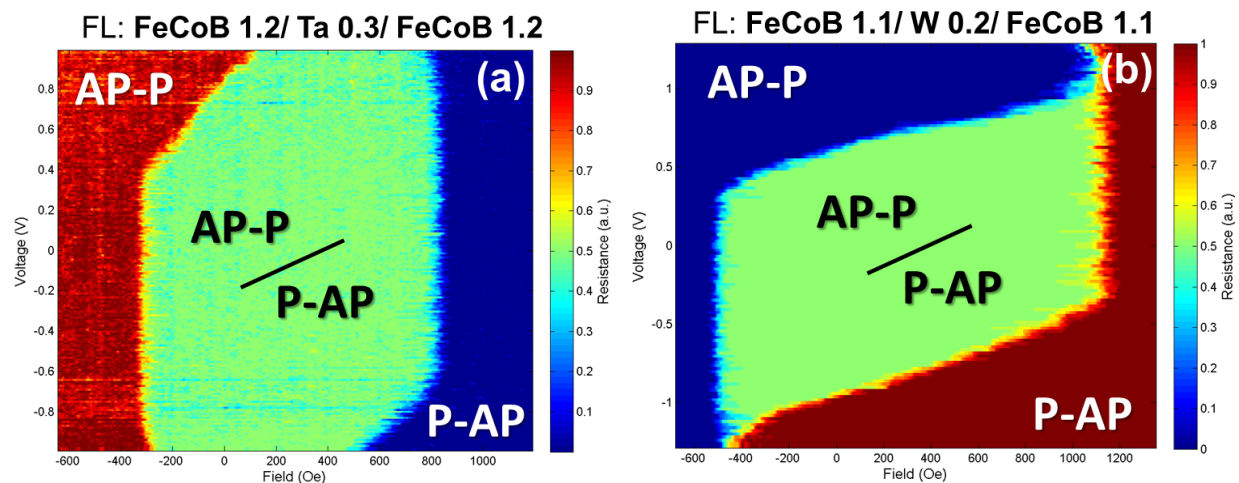 FL: FeCoB 1.2/ Ta 0.3/ FeCoB 1.2
(a)
AP-P
AP-P
P-AP
P-AP
0.8
0.6
0.4
0.2
0
-0.2
-0.4
-0.6
-0.8
Voltage (V)
-600 -400 -200 0 200 400 600 800 1000
Field (Oe)
0.9
0.8
0.7
0.6
0.5
0.4
0.3
0.2
0.1
Resistance (a.u.)
FL: FeCoB 1.1/ W 0.2/ FeCoB 1.1
(b)
AP-P
AP-P
P-AP
P-AP
1
0.5
0
-0.5
-1
Voltage (V)
-600 -400 -200 0 200 400 600 800 1000 1200
Field (Oe)
1
0.9
0.8
0.7
0.6
0.5
0.4
0.3
0.2
0.1
0
Resistance (a.u.)